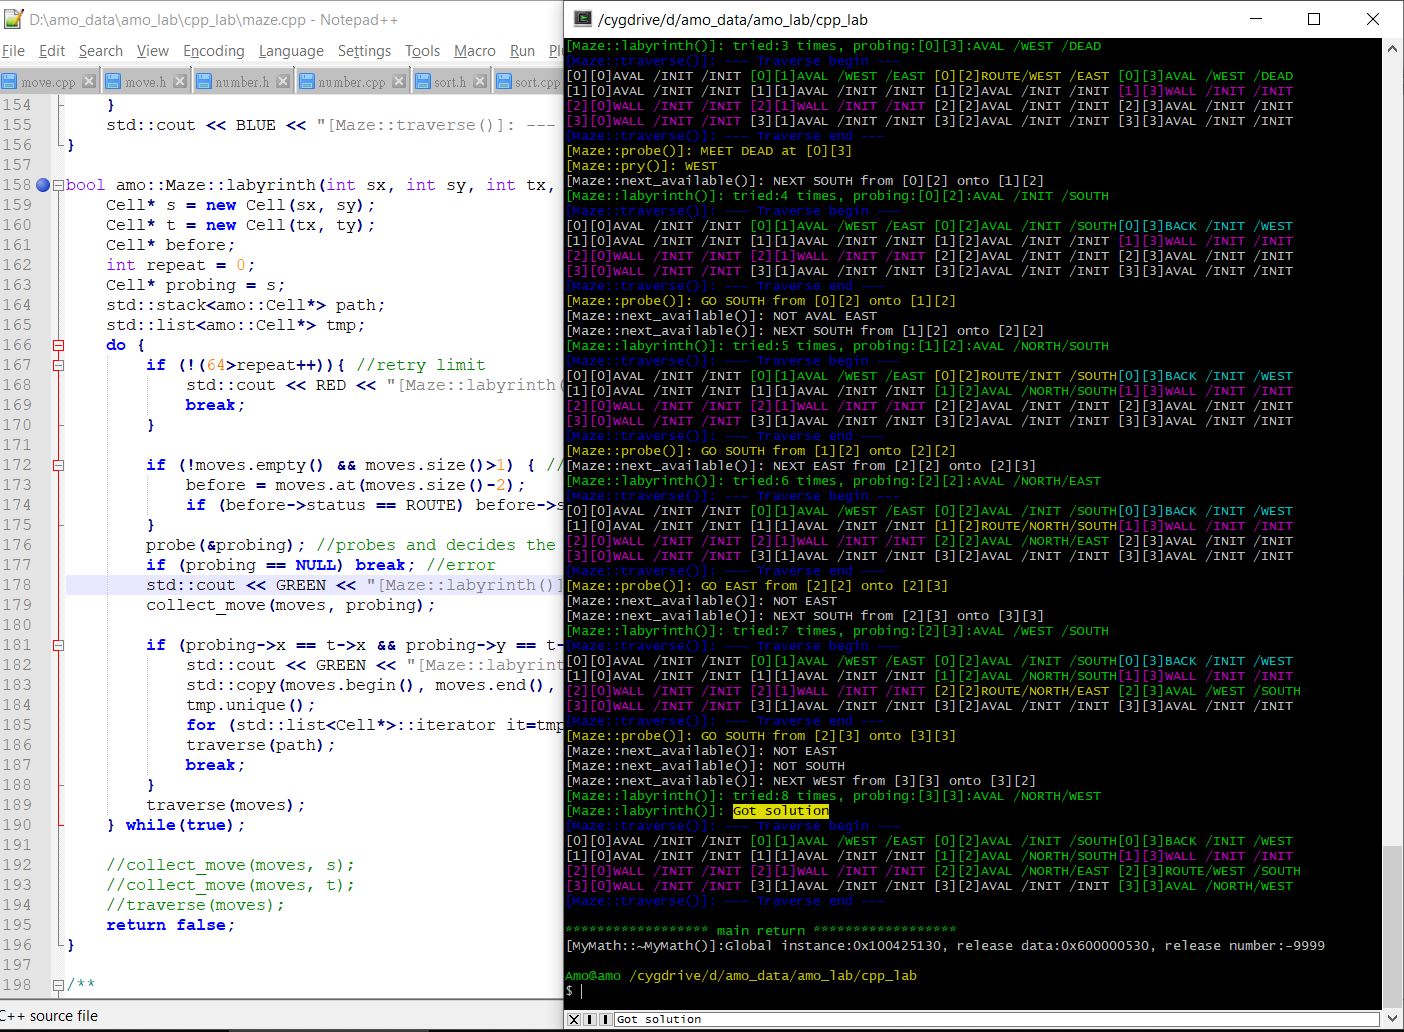 D:\amo_data\amo_lab\cpp_lab\maze.cpp - Notepad++
File Edit Search View Encoding Language Settings Tools Macro Run Pl
move.cpp move.h number.h number.cpp sort.h sort.cpp
154 }
155 std::cout << BLUE << "[Maze::traverse()]: ---
156 }
157
158 bool amo::Maze::labyrinth(int sx, int sy, int tx,
159 Cell* s = new Cell(sx, sy);
160 Cell* t = new Cell(tx, ty);
161 Cell* before;
162 int repeat = 0;
163 Cell* probing = s;
164 std::stack<amo::Cell*> path;
165 std::list<amo::Cell*> tmp;
166 do {
167 if (!(64>repeat++)){ //retry limit
168 std::cout << RED << "[Maze::labyrinth(
169 break;
170 }
171
172 if (!moves.empty() && moves.size()>1) { //
173 before = moves.at(moves.size()-2);
174 if (before->status == ROUTE) before->s
175 }
176 probe(&probing); //probes and decides the
177 if (probing == NULL) break; //error
178 std::cout << GREEN << "[Maze::labyrinth()]
179 collect_move(moves, probing);
180
181 if (probing->x == t->x && probing->y == t-
182 std::cout << GREEN << "[Maze::labyrint
183 std::copy(moves.begin(), moves.end(),
184 tmp.unique();
185 for (std::list<Cell*>::iterator it=tmp
186 traverse(path);
187 break;
188 }
189 traverse(moves);
190 } while(true);
191
192 //collect_move(moves, s);
193 //collect_move(moves, t);
194 //traverse(moves);
195 return false;
196 }
197
198 /**
C++ source file
/cygdrive/d/amo_data/amo_lab/cpp_lab
[Maze::labyrinth()]: tried:3 times, probing:[0][3]:AVAL /WEST /DEAD
[Maze::traverse()]: --- Traverse begin ---
[0][0]AVAL /INIT /INIT [0][1]AVAL /WEST /EAST [0][2]ROUTE/WEST /EAST [0][3]AVAL /WEST /DEAD
[1][0]AVAL /INIT /INIT [1][1]AVAL /INIT /INIT [1][2]AVAL /INIT /INIT [1][3]WALL /INIT /INIT
[2][0]WALL /INIT /INIT [2][1]WALL /INIT /INIT [2][2]AVAL /INIT /INIT [2][3]AVAL /INIT /INIT
[3][0]WALL /INIT /INIT [3][1]AVAL /INIT /INIT [3][2]AVAL /INIT /INIT [3][3]AVAL /INIT /INIT
[Maze::traverse()]: --- Traverse end ---
[Maze::probe()]: MEET DEAD at [0][3]
[Maze::pry()]: WEST
[Maze::next_available()]: NEXT SOUTH from [0][2] onto [1][2]
[Maze::labyrinth()]: tried:4 times, probing:[0][2]:AVAL /INIT /SOUTH
[Maze::traverse()]: --- Traverse begin ---
[0][0]AVAL /INIT /INIT [0][1]AVAL /WEST /EAST [0][2]AVAL /INIT /SOUTH[0][3]BACK /INIT /WEST
[1][0]AVAL /INIT /INIT [1][1]AVAL /INIT /INIT [1][2]AVAL /INIT /INIT [1][3]WALL /INIT /INIT
[2][0]WALL /INIT /INIT [2][1]WALL /INIT /INIT [2][2]AVAL /INIT /INIT [2][3]AVAL /INIT /INIT
[3][0]WALL /INIT /INIT [3][1]AVAL /INIT /INIT [3][2]AVAL /INIT /INIT [3][3]AVAL /INIT /INIT
[Maze::traverse()]: --- Traverse end ---
[Maze::probe()]: GO SOUTH from [0][2] onto [1][2]
[Maze::next_available()]: NOT AVAL EAST
[Maze::next_available()]: NEXT SOUTH from [1][2] onto [2][2]
[Maze::labyrinth()]: tried:5 times, probing:[1][2]:AVAL /NORTH/SOUTH
[Maze::traverse()]: --- Traverse begin ---
[0][0]AVAL /INIT /INIT [0][1]AVAL /WEST /EAST [0][2]ROUTE/INIT /SOUTH[0][3]BACK /INIT /WEST
[1][0]AVAL /INIT /INIT [1][1]AVAL /INIT /INIT [1][2]AVAL /NORTH/SOUTH[1][3]WALL /INIT /INIT
[2][0]WALL /INIT /INIT [2][1]WALL /INIT /INIT [2][2]AVAL /INIT /INIT [2][3]AVAL /INIT /INIT
[3][0]WALL /INIT /INIT [3][1]AVAL /INIT /INIT [3][2]AVAL /INIT /INIT [3][3]AVAL /INIT /INIT
[Maze::traverse()]: --- Traverse end ---
[Maze::probe()]: GO SOUTH from [1][2] onto [2][2]
[Maze::next_available()]: NEXT EAST from [2][2] onto [2][3]
[Maze::labyrinth()]: tried:6 times, probing:[2][2]:AVAL /NORTH/EAST
[Maze::traverse()]: --- Traverse begin ---
[0][0]AVAL /INIT /INIT [0][1]AVAL /WEST /EAST [0][2]AVAL /INIT /SOUTH[0][3]BACK /INIT /WEST
[1][0]AVAL /INIT /INIT [1][1]AVAL /INIT /INIT [1][2]ROUTE/NORTH/SOUTH[1][3]WALL /INIT /INIT
[2][0]WALL /INIT /INIT [2][1]WALL /INIT /INIT [2][2]AVAL /NORTH/EAST [2][3]AVAL /INIT /INIT
[3][0]WALL /INIT /INIT [3][1]AVAL /INIT /INIT [3][2]AVAL /INIT /INIT [3][3]AVAL /INIT /INIT
[Maze::traverse()]: --- Traverse end ---
[Maze::probe()]: GO EAST from [2][2] onto [2][3]
[Maze::next_available()]: NOT EAST
[Maze::next_available()]: NEXT SOUTH from [2][3] onto [3][3]
[Maze::labyrinth()]: tried:7 times, probing:[2][3]:AVAL /WEST /SOUTH
[Maze::traverse()]: --- Traverse begin ---
[0][0]AVAL /INIT /INIT [0][1]AVAL /WEST /EAST [0][2]AVAL /INIT /SOUTH[0][3]BACK /INIT /WEST
[1][0]AVAL /INIT /INIT [1][1]AVAL /INIT /INIT [1][2]AVAL /NORTH/SOUTH[1][3]WALL /INIT /INIT
[2][0]WALL /INIT /INIT [2][1]WALL /INIT /INIT [2][2]ROUTE/NORTH/EAST [2][3]AVAL /WEST /SOUTH
[3][0]WALL /INIT /INIT [3][1]AVAL /INIT /INIT [3][2]AVAL /INIT /INIT [3][3]AVAL /INIT /INIT
[Maze::traverse()]: --- Traverse end ---
[Maze::probe()]: GO SOUTH from [2][3] onto [3][3]
[Maze::next_available()]: NOT EAST
[Maze::next_available()]: NOT SOUTH
[Maze::next_available()]: NEXT WEST from [3][3] onto [3][2]
[Maze::labyrinth()]: tried:8 times, probing:[3][3]:AVAL /NORTH/WEST
[Maze::labyrinth()]: Got solution
[Maze::traverse()]: --- Traverse begin ---
[0][0]AVAL /INIT /INIT [0][1]AVAL /WEST /EAST [0][2]AVAL /INIT /SOUTH[0][3]BACK /INIT /WEST
[1][0]AVAL /INIT /INIT [1][1]AVAL /INIT /INIT [1][2]AVAL /NORTH/SOUTH[1][3]WALL /INIT /INIT
[2][0]WALL /INIT /INIT [2][1]WALL /INIT /INIT [2][2]AVAL /NORTH/EAST [2][3]ROUTE/WEST /SOUTH
[3][0]WALL /INIT /INIT [3][1]AVAL /INIT /INIT [3][2]AVAL /INIT /INIT [3][3]AVAL /NORTH/WEST
[Maze::traverse()]: --- Traverse end ---
****************** main return ******************
[MyMath::~MyMath()]:Global instance:0x100425130, release data:0x600000530, release number:-9999
Amo@amo /cygdrive/d/amo_data/amo_lab/cpp_lab
$
Got solution